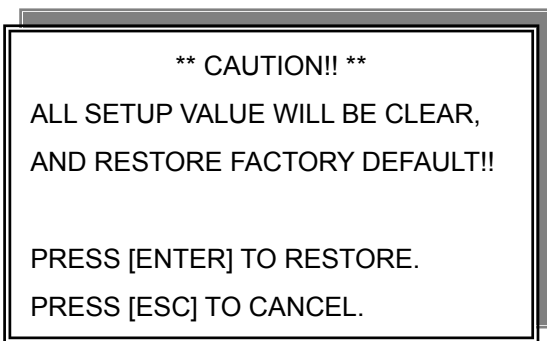 ** CAUTION!! **
ALL SETUP VALUE WILL BE CLEAR,
AND RESTORE FACTORY DEFAULT!!
PRESS [ENTER] TO RESTORE.
PRESS [ESC] TO CANCEL.